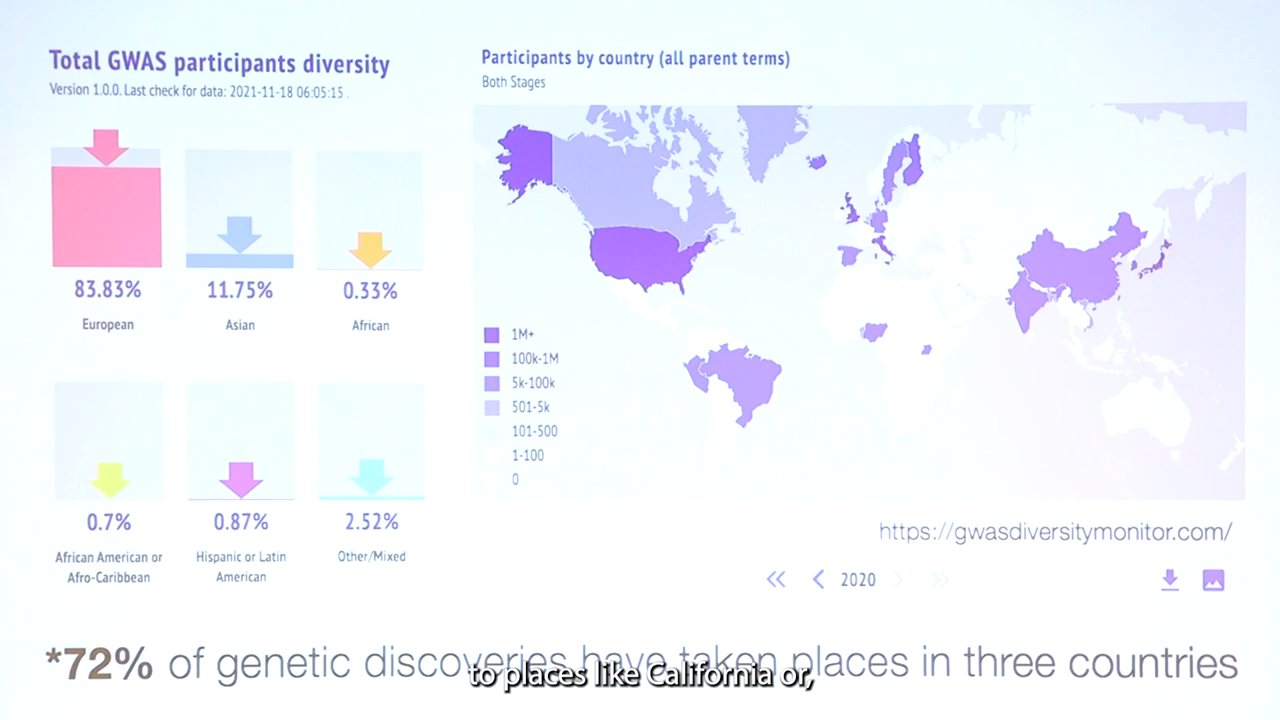 Total GWAS participants diversity
Version 1.0.0. Last check for data: 2021-11-18 06:05:15 .
83.83%
European
11.75%
Asian
0.33%
African
0.7%
African American or
Afro-Caribbean
0.87%
Hispanic or Latin
American
2.52%
Other/Mixed
Participants by country (all parent terms)
Both Stages
1M+
100k-1M
5k-100k
501-5k
101-500
1-100
0
https://gwasdiversitymonitor.com/
2020
*72% of genetic discoveries have taken places in three countries
to places like California or,